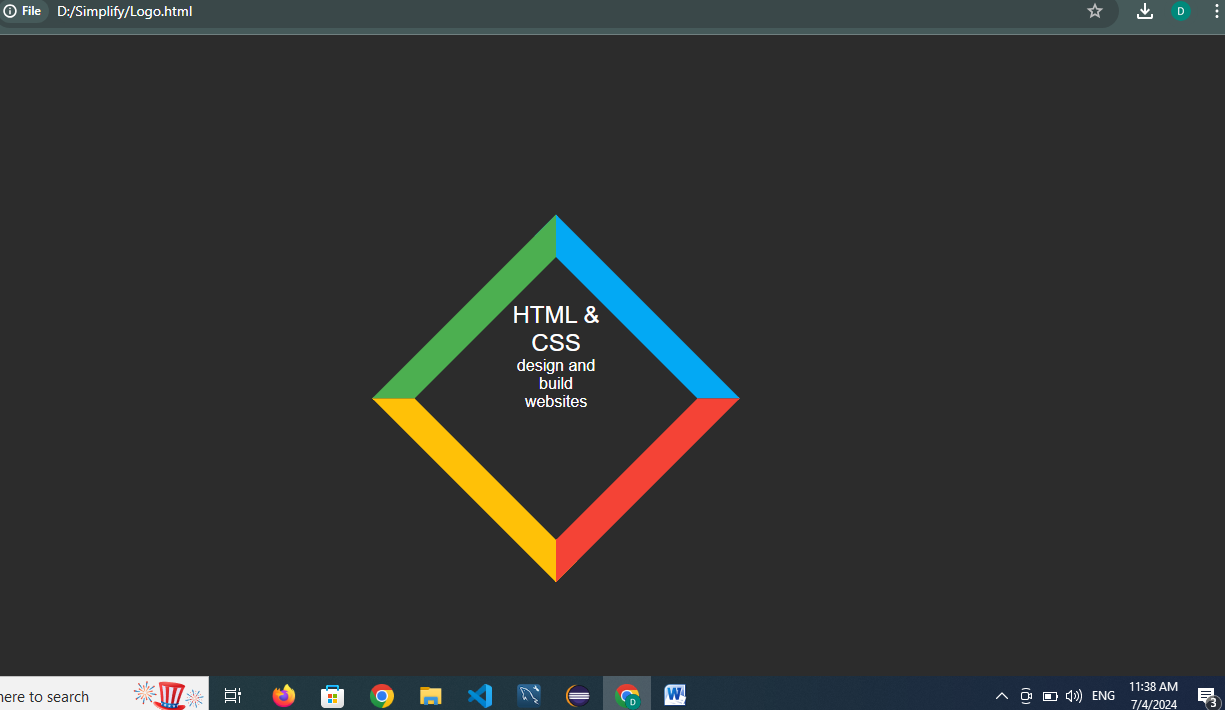 File D:/Simplify/Logo.html D
HTML &
CSS
design and
build
websites
here to search
D
W
ENG
11:38 AM
7/4/2024
3